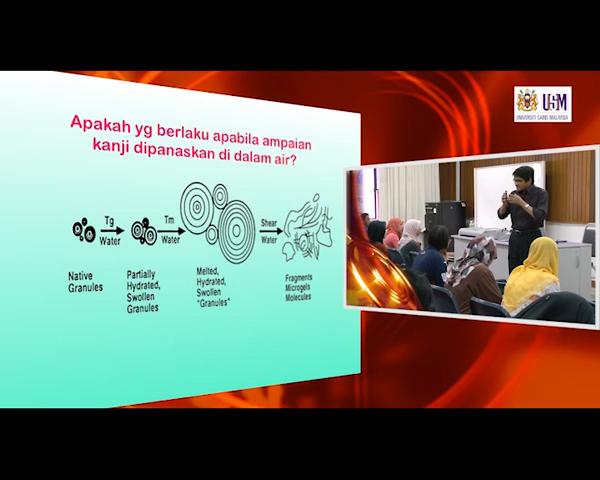 Apakah yg berlaku apabila ampaian
kanji dipanaskan di dalam air?
Tg
Water
Tm
Water
Shear
Water
Native
Granules
Partially
Hydrated,
Swollen
Granules
Melted,
Hydrated,
Swollen
"Granules"
Fragments
Microgels
Molecules
USM
UNIVERSITI SAINS MALAYSIA